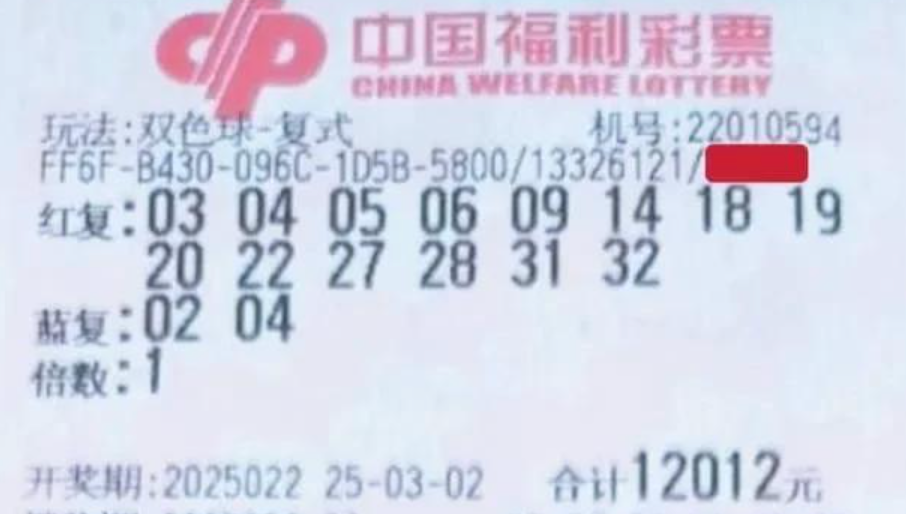 中国福利彩票
CHINA WELFARE LOTTERY
玩法:双色球-复式 机号:22010594
FF6F-B430-096C-1D5B-5800/13326121/
红复:03 04 05 06 09 14 18 19
20 22 27 28 31 32
蓝复:02 04
倍数:1
开奖期:2025022 25-03-02 合计12012元